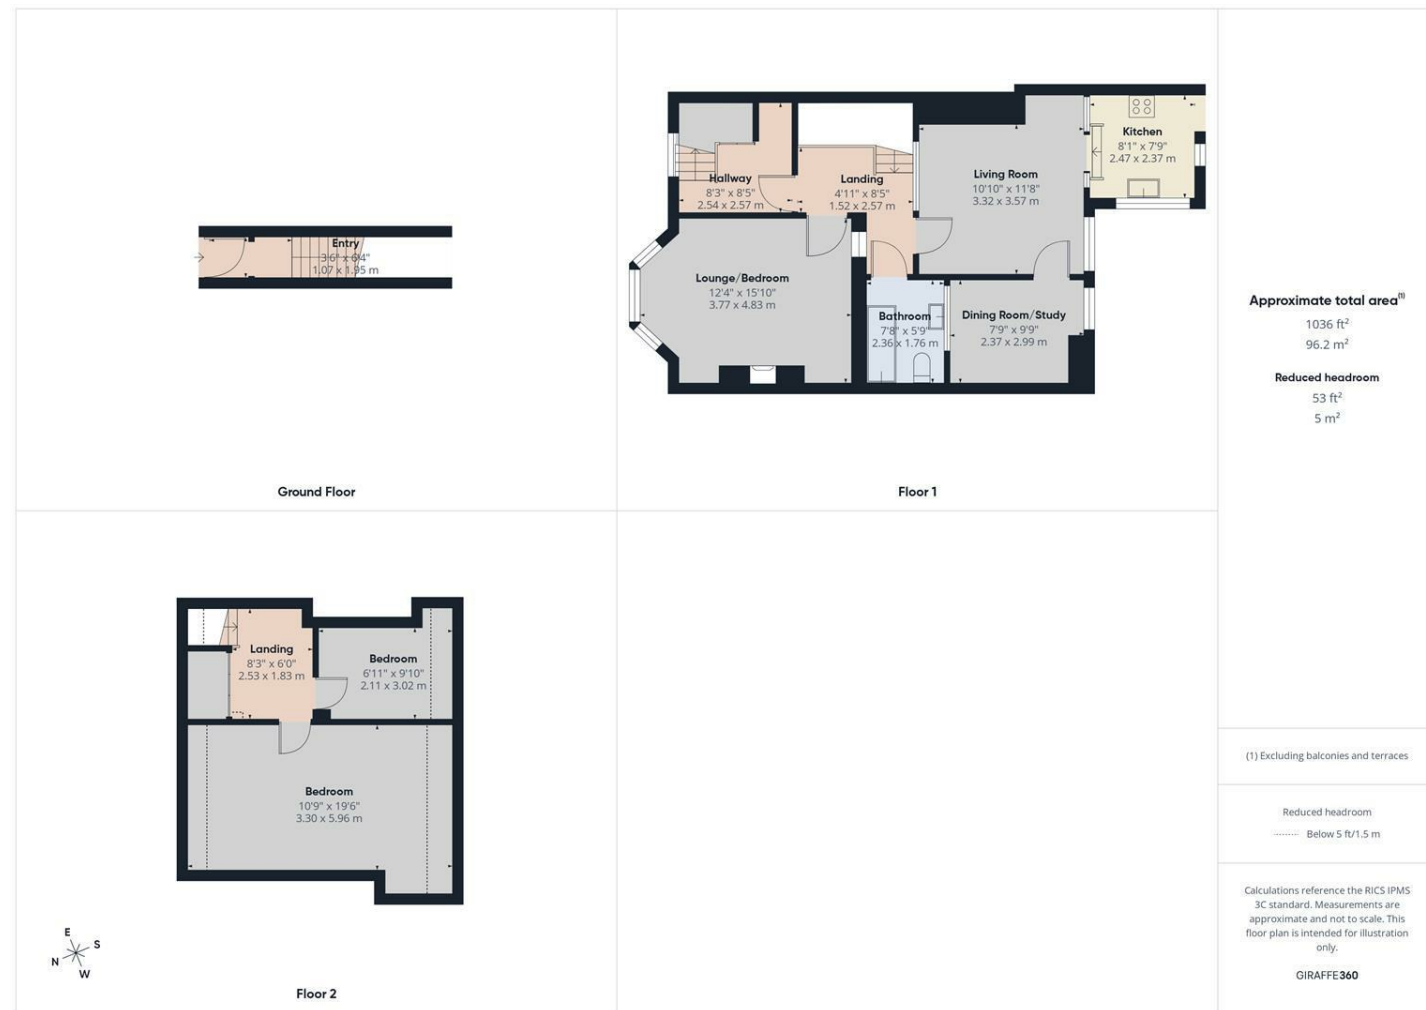 Entry
3'6" x 6'4"
1.07 x 1.95 m
Ground Floor
Hallway
8'3" x 8'5"
2.54 x 2.57 m
Landing
4'11" x 8'5"
1.52 x 2.57 m
Living Room
10'10" x 11'8"
3.32 x 3.57 m
Kitchen
8'1" x 7'9"
2.47 x 2.37 m
Lounge/Bedroom
12'4" x 15'10"
3.77 x 4.83 m
Bathroom
7'8" x 5'9"
2.36 x 1.76 m
Dining Room/Study
7'9" x 9'9"
2.37 x 2.99 m
Floor 1
Landing
8'3" x 6'0"
2.53 x 1.83 m
Bedroom
6'11" x 9'10"
2.11 x 3.02 m
Bedroom
10'9" x 19'6"
3.30 x 5.96 m
E
S
N
W
Floor 2
Approximate total area(1)
1036 ft²
96.2 m²
Reduced headroom
53 ft²
5 m²
(1) Excluding balconies and terraces
Reduced headroom
Below 5 ft/1.5 m
Calculations reference the RICS IPMS
3C standard. Measurements are
approximate and not to scale. This
floor plan is intended for illustration
only.
GIRAFFE360